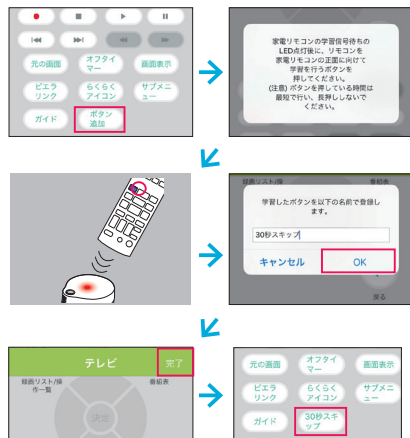 元の画面
オフタイ
マー
画面表示
ビエラ
リンク
らくらく
アイコン
サブメニ
ュー
ガイド
ボタン
追加
家電リモコンの学習信号待ちの
LED点灯後に、リモコンを
家電リモコンの正面に向けて
学習を行うボタンを
押してください。
(注意) ボタンを押している時間は
最短で行い、長押ししないで
ください。
録画リスト/操
番組表
学習したボタンを以下の名前で登録し
ます。
30秒スキップ
キャンセル
OK
戻る
テレビ
完了
録画リスト/操
作一覧
番組表
決定
元の画面
オフタイ
マー
画面表示
ビエラ
リンク
らくらく
アイコン
サブメニ
ュー
ガイド
30秒スキ
ップ